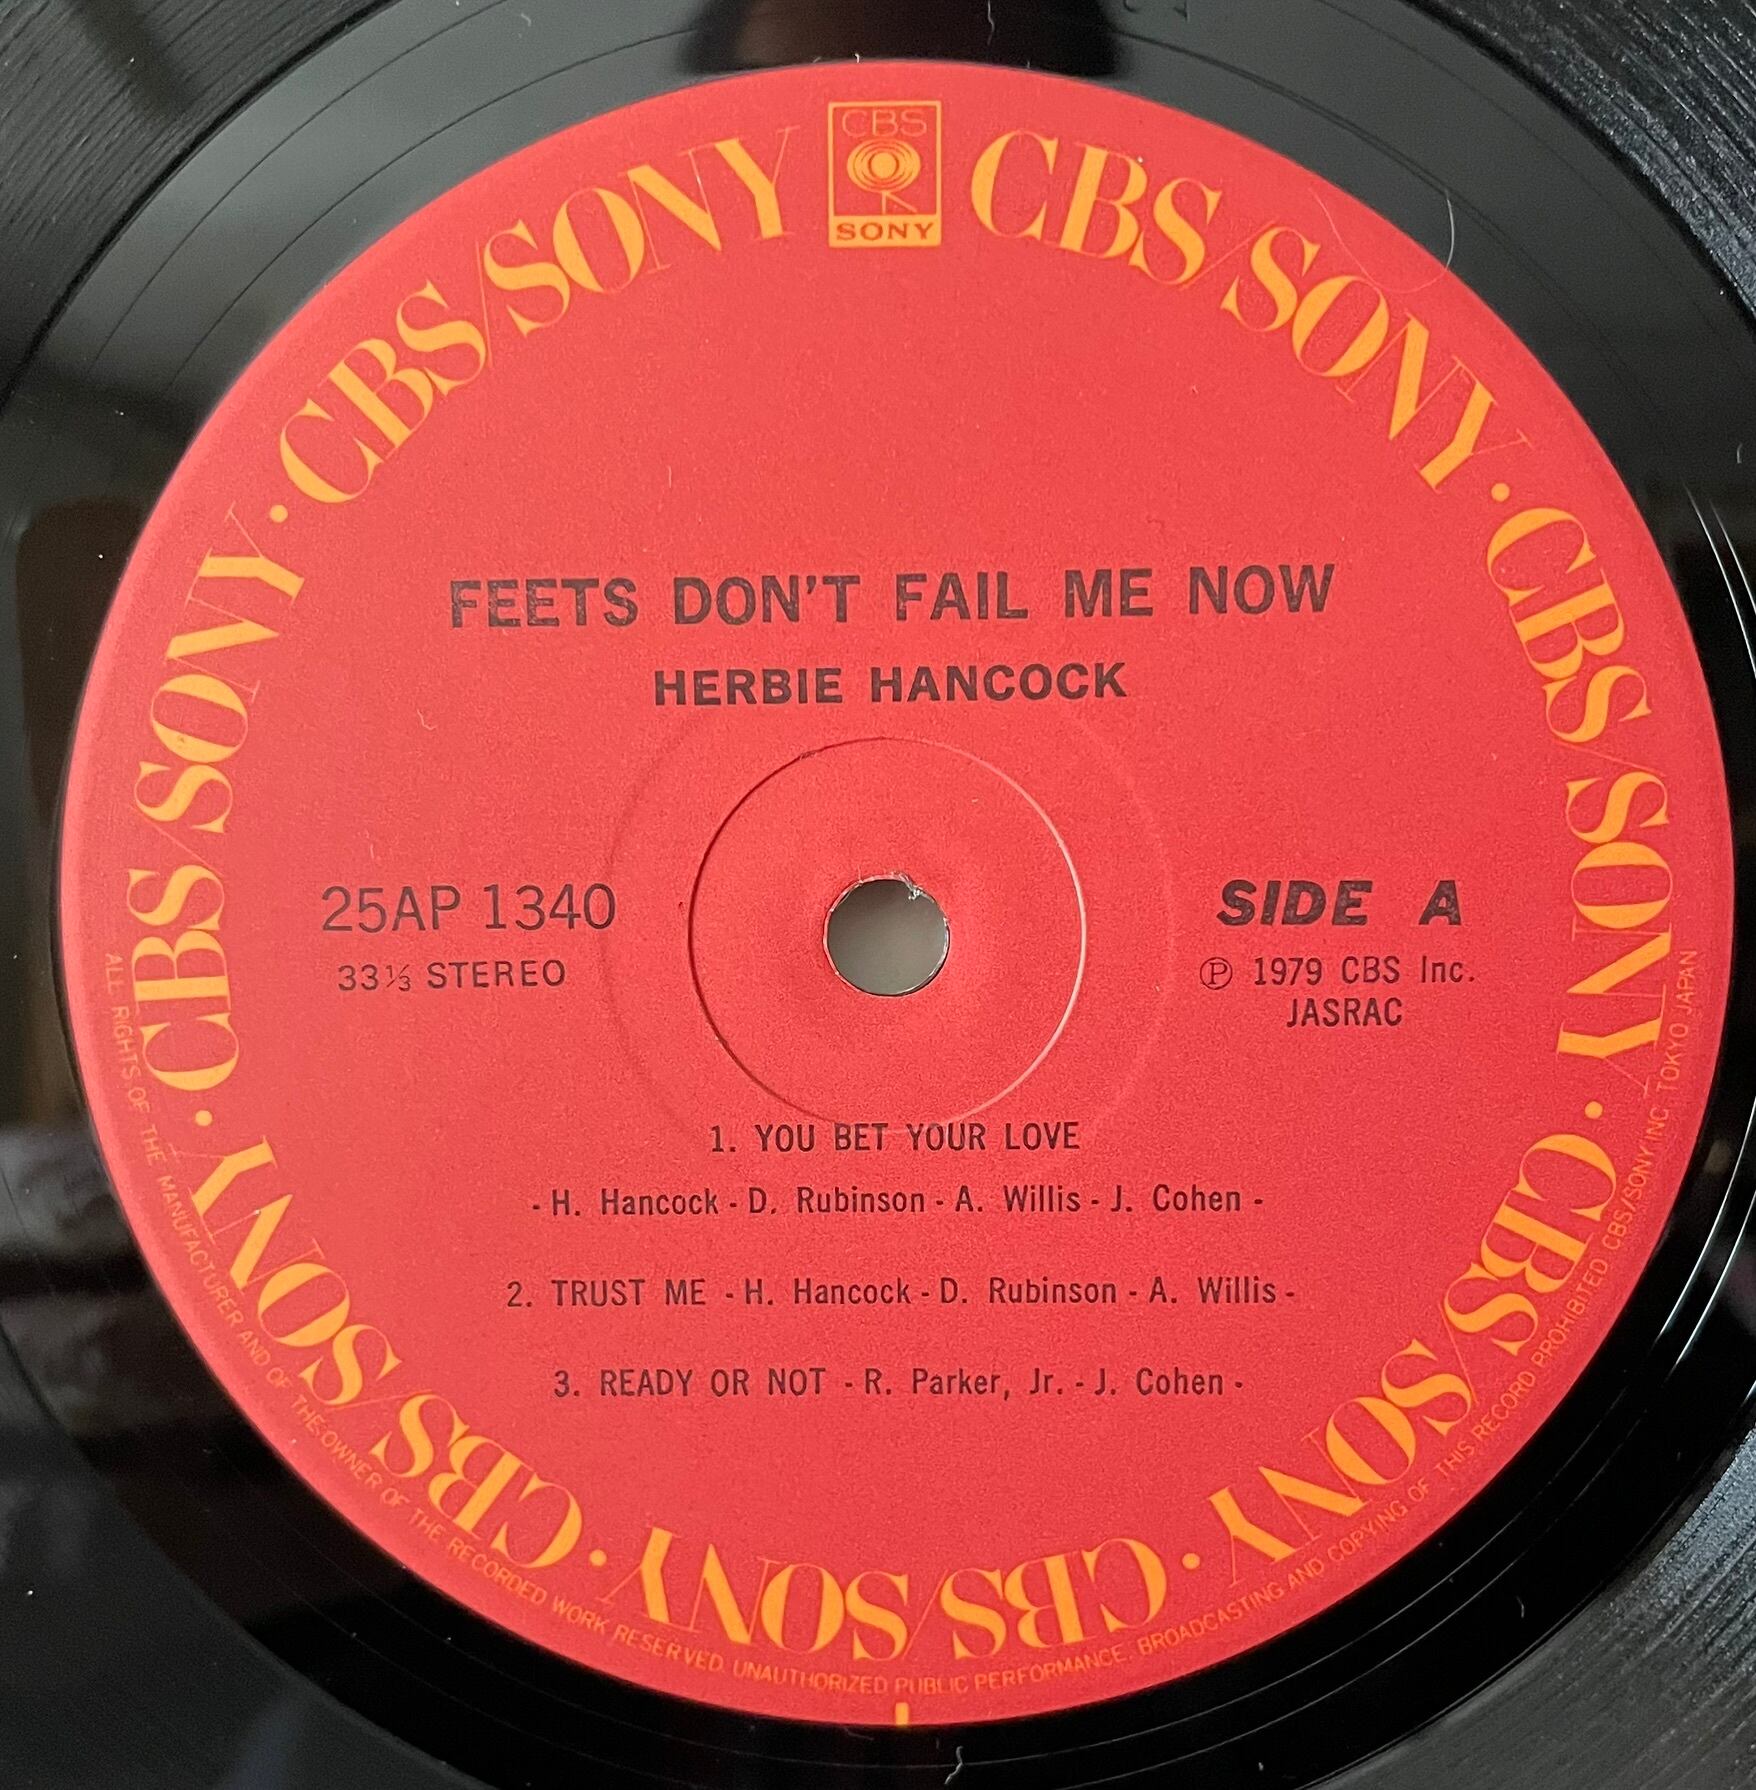 CBS
SONY
CBS/SONY · CBS/SONY · CBS/SONY · CBS/SONY · CBS/SONY · CBS/SONY · CBS/SONY
FEETS DON'T FAIL ME NOW
HERBIE HANCOCK
25AP 1340
33⅓ STEREO
SIDE A
Ⓟ 1979 CBS Inc.
JASRAC
1. YOU BET YOUR LOVE
- H. Hancock - D. Rubinson - A. Willis - J. Cohen -
2. TRUST ME - H. Hancock - D. Rubinson - A. Willis -
3. READY OR NOT - R. Parker, Jr. - J. Cohen -
ALL RIGHTS OF THE MANUFACTURER AND OF THE OWNER OF THE RECORDED WORK RESERVED. UNAUTHORIZED PUBLIC PERFORMANCE. BROADCASTING AND COPYING OF THIS RECORD PROHIBITED CBS/SONY INC. TOKYO JAPAN